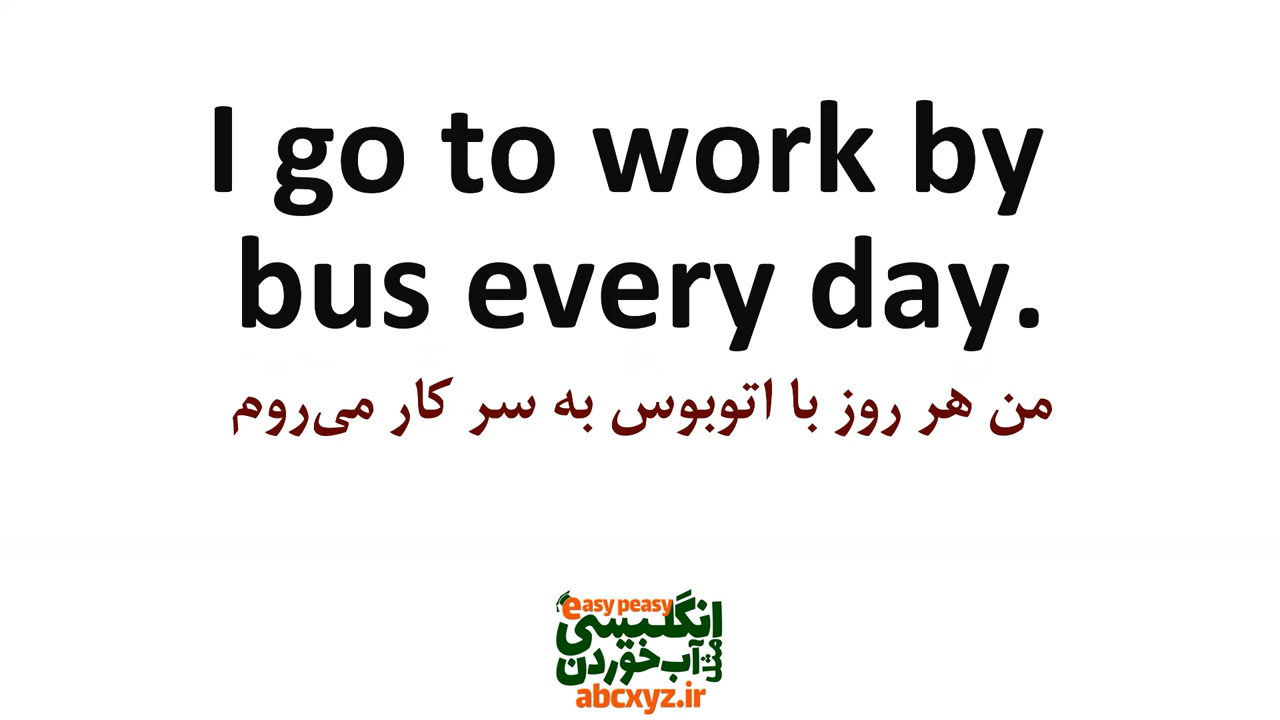 I go to work by
bus every day.
من هر روز با اتوبوس به سر کار می‌روم
easy peasy
انگلیسی
مثل آب خوردن
abcxyz.ir